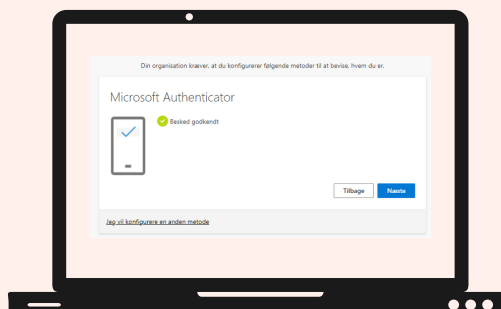 Din organisation kræver, at du konfigurerer følgende metoder til at bevise, hvem du er.
Microsoft Authenticator
Besked godkendt
Tilbage
Næste
Jeg vil konfigurere en anden metode